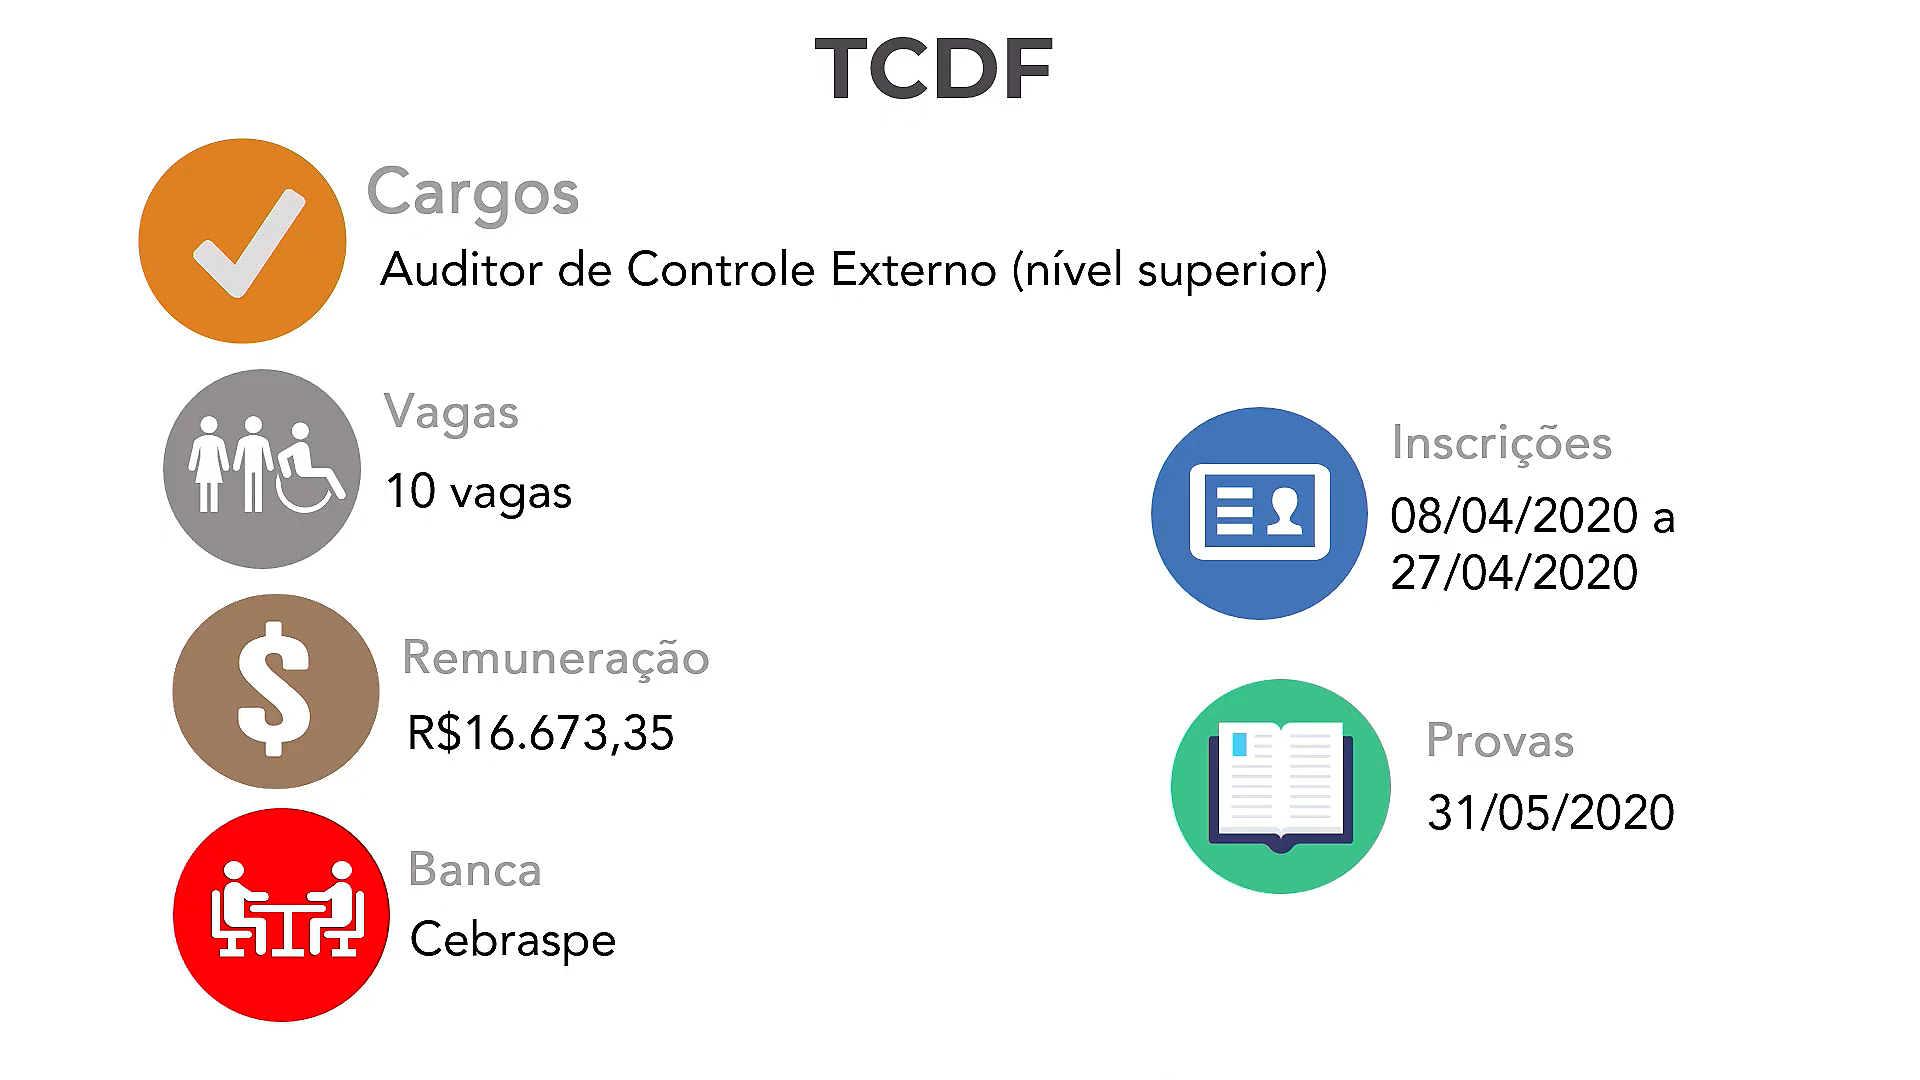 TCDF
Cargos
Auditor de Controle Externo (nível superior)
Vagas
10 vagas
Remuneração
R$16.673,35
Banca
Cebraspe
Inscrições
08/04/2020 a
27/04/2020
Provas
31/05/2020